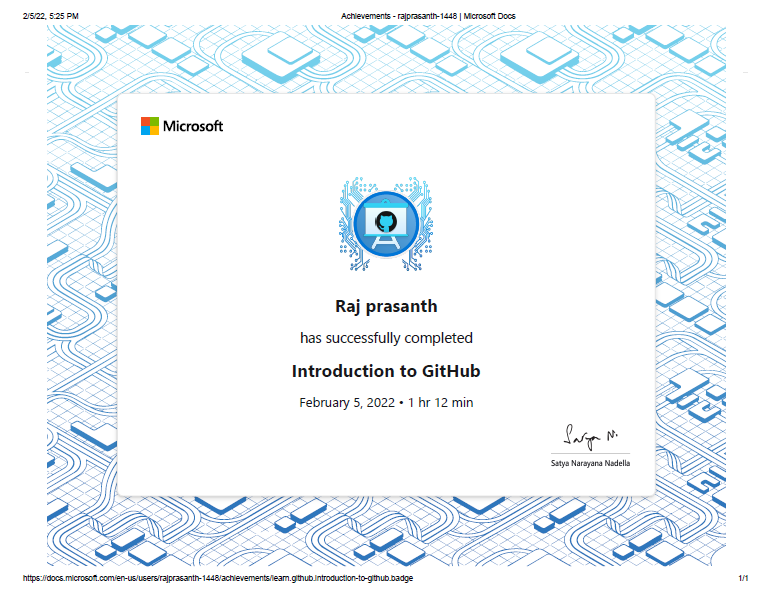 2/5/22, 5:25 PM Achievements - rajprasanth-1448 | Microsoft Docs
Microsoft
Raj prasanth
has successfully completed
Introduction to GitHub
February 5, 2022 • 1 hr 12 min
Satya N.
Satya Narayana Nadella
https://docs.microsoft.com/en-us/users/rajprasanth-1448/achievements/learn.github.introduction-to-github.badge 1/1